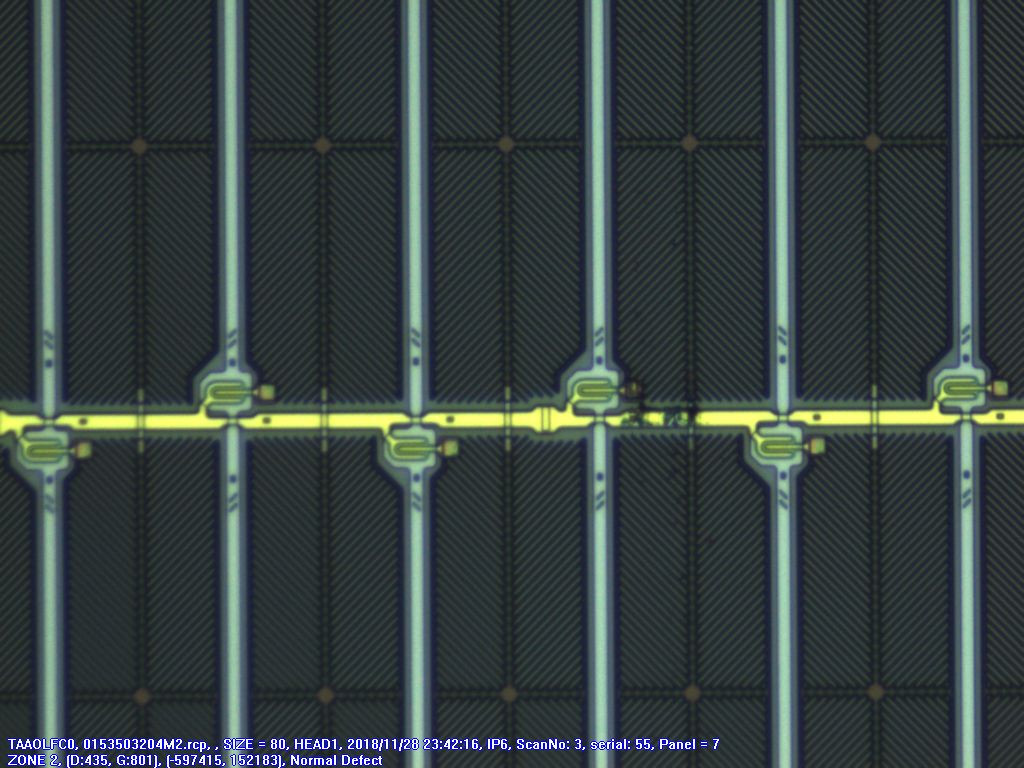 TAAOLFC0, 0153503204M2.rcp, , SIZE = 80, HEAD1, 2018/11/28 23:42:16, IP6, ScanNo: 3, serial: 55, Panel = 7
ZONE 2, [D:435, G:801], [-597415, 152183], Normal Defect